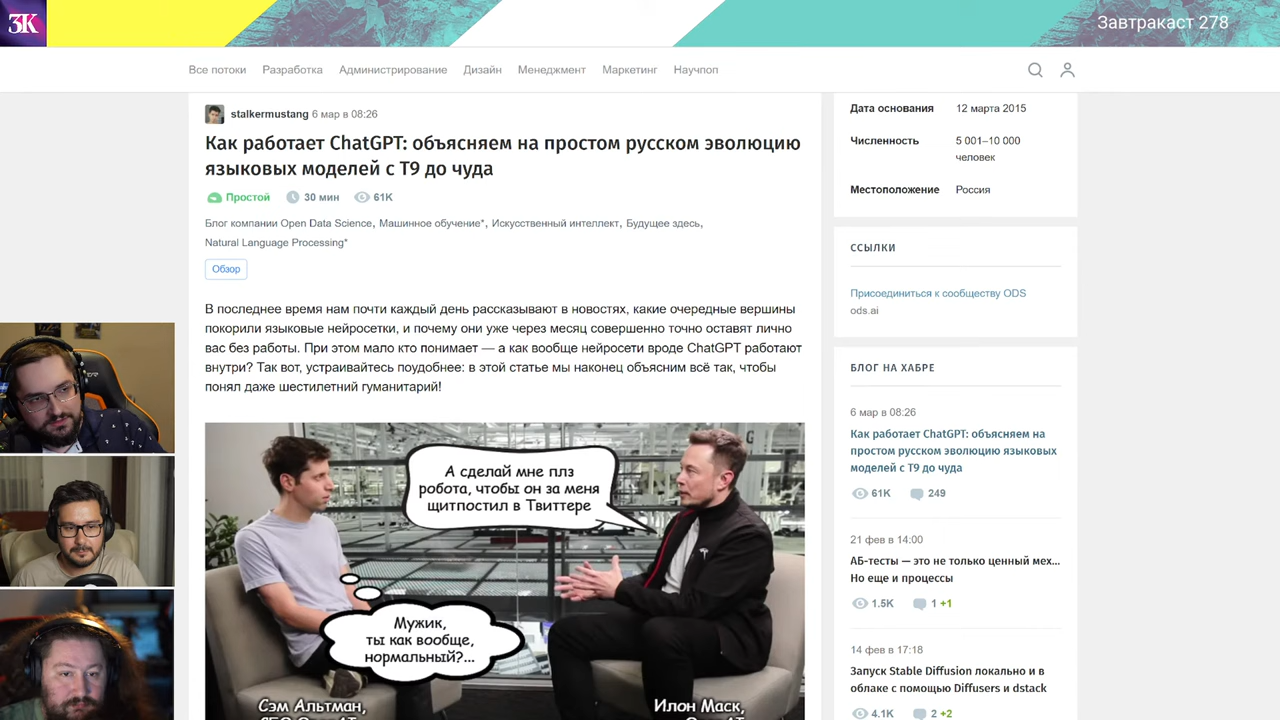 ЗК
Завтракаст 278
Все потоки Разработка Администрирование Дизайн Менеджмент Маркетинг Научпоп
stalkermustang 6 мар в 08:26
Как работает ChatGPT: объясняем на простом русском эволюцию
языковых моделей с T9 до чуда
Простой 30 мин 61K
Блог компании Open Data Science, Машинное обучение*, Искусственный интеллект, Будущее здесь,
Natural Language Processing*
Обзор
В последнее время нам почти каждый день рассказывают в новостях, какие очередные вершины
покорили языковые нейросетки, и почему они уже через месяц совершенно точно оставят лично
вас без работы. При этом мало кто понимает — а как вообще нейросети вроде ChatGPT работают
внутри? Так вот, устраивайтесь поудобнее: в этой статье мы наконец объясним всё так, чтобы
понял даже шестилетний гуманитарий!
А сделай мне плз
робота, чтобы он за меня
щитпостил в Твиттере
Мужик,
ты как вообще,
нормальный?...
Сэм Альтман,
Илон Маск,
Дата основания 12 марта 2015
Численность 5 001–10 000
человек
Местоположение Россия
ССЫЛКИ
Присоединиться к сообществу ODS
ods.ai
БЛОГ НА ХАБРЕ
6 мар в 08:26
Как работает ChatGPT: объясняем на
простом русском эволюцию языковых
моделей с T9 до чуда
61K 249
21 фев в 14:00
АБ-тесты — это не только ценный мех...
Но еще и процессы
1.5K 1 +1
14 фев в 17:18
Запуск Stable Diffusion локально и в
облаке с помощью Diffusers и dstack
4.1K 2 +2